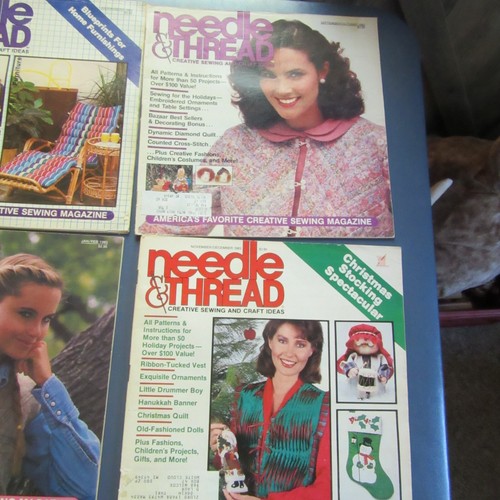 Blueprints For
Home Furnishings
AD
RAFT IDEAS
TIVE SEWING MAGAZINE
needle
& THREAD
CREATIVE SEWING AN
All Patterns & Instructions
for More than 50 Projects—
Over $100 Value!
Sewing for the Holidays—
Embroidered Ornaments
and Table Settings...
Bazaar Best Sellers
& Decorating Bonus...
Dynamic Diamond Quilt
Counted Cross-Stitch
...Plus Creative Fashions,
Children's Costumes, and More!
AMERICA'S FAVORITE CREATIVE SEWING MAGAZINE
needle
& THREAD
CREATIVE SEWING AND CRAFT IDEAS
Christmas
Stocking
Spectacular
All Patterns &
Instructions for
More than 50
Holiday Projects—
Over $100 Value!
Ribbon-Tucked Vest
Exquisite Ornaments
Little Drummer Boy
Hanukkah Banner
Christmas Quilt
Old-Fashioned Dolls
Plus Fashions,
Children's Projects,
Gifts, and More!